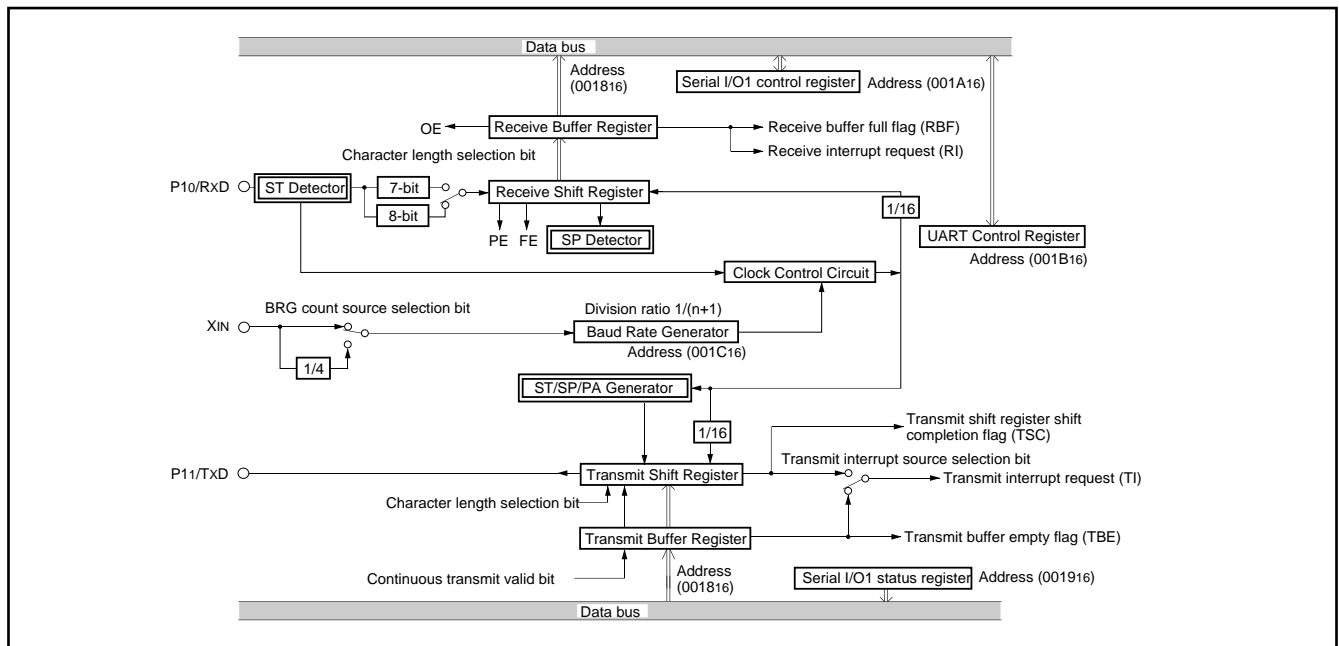 Data bus
Address
(001816)
Serial I/O1 control register
Address (001A16)
OE
Receive Buffer Register
Receive buffer full flag (RBF)
Receive interrupt request (RI)
Character length selection bit
P10/RXD
ST Detector
7-bit
8-bit
Receive Shift Register
1/16
PE
FE
SP Detector
UART Control Register
Address (001B16)
Clock Control Circuit
BRG count source selection bit
Division ratio 1/(n+1)
XIN
Baud Rate Generator
Address (001C16)
1/4
ST/SP/PA Generator
1/16
Transmit shift register shift
completion flag (TSC)
Transmit interrupt source selection bit
P11/TXD
Transmit Shift Register
Transmit interrupt request (TI)
Character length selection bit
Transmit Buffer Register
Transmit buffer empty flag (TBE)
Continuous transmit valid bit
Address
(001816)
Serial I/O1 status register
Address (001916)
Data bus